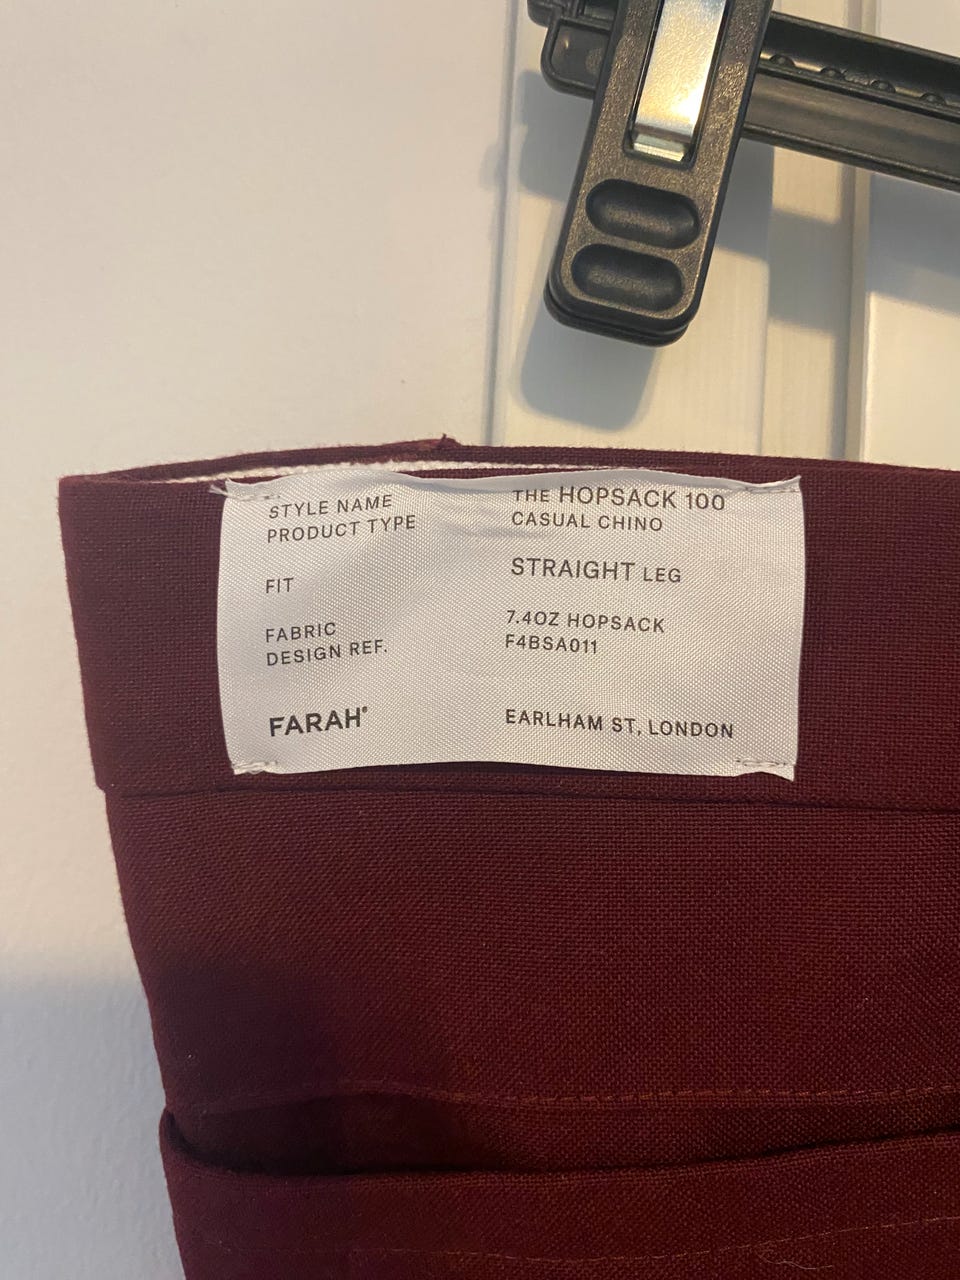 STYLE NAME THE HOPSACK 100
PRODUCT TYPE CASUAL CHINO
FIT STRAIGHT LEG
FABRIC 7.4OZ HOPSACK
DESIGN REF. F4BSA011
FARAH® EARLHAM ST, LONDON